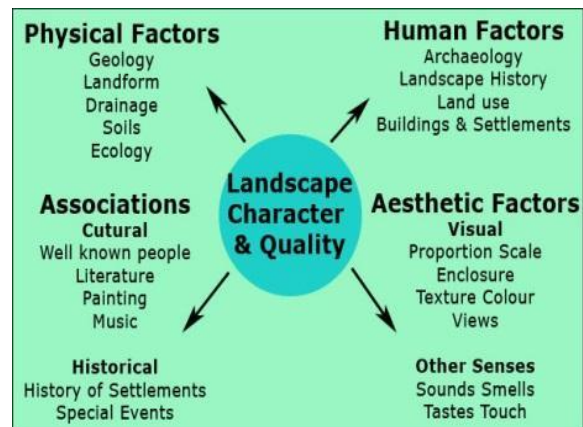 Physical Factors
Geology
Landform
Drainage
Soils
Ecology
Human Factors
Archaeology
Landscape History
Land use
Buildings & Settlements
Landscape
Character
& Quality
Associations
Cutural
Well known people
Literature
Painting
Music
Historical
History of Settlements
Special Events
Aesthetic Factors
Visual
Proportion Scale
Enclosure
Texture Colour
Views
Other Senses
Sounds Smells
Tastes Touch